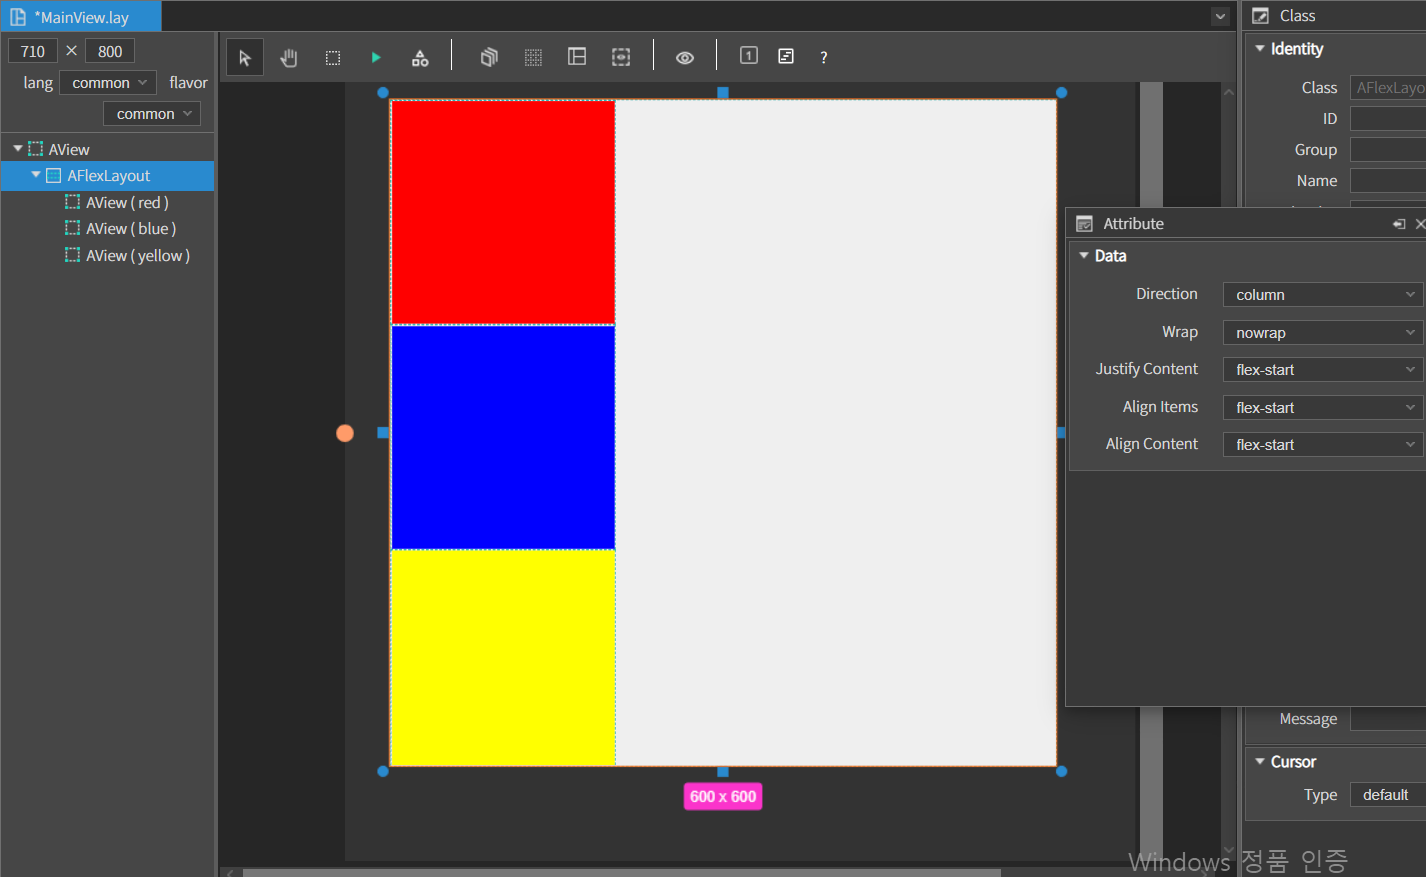 *MainView.lay
710 × 800
lang common flavor
common
AView
AFlexLayout
AView ( red )
AView ( blue )
AView ( yellow )
1 ?
600 x 600
Class
Identity
Class AFlexLayo
ID
Group
Name
Attribute
Data
Direction column
Wrap nowrap
Justify Content flex-start
Align Items flex-start
Align Content flex-start
Message
Cursor
Type default
Windows 정품 인증